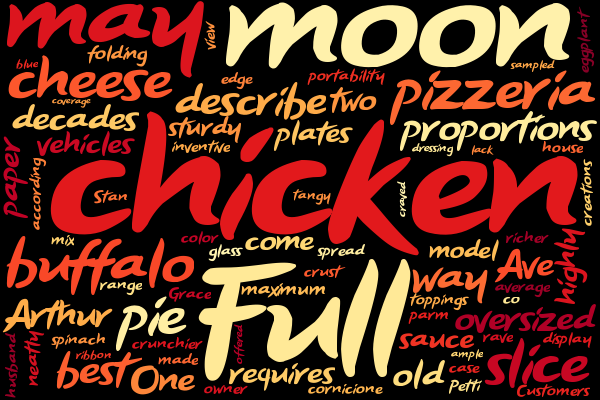 may moon
folding view eggplant
blue cheese edge portability sampled
coverage describe two pizzeria
decades sturdy plates proportions
vehicles inventive dressing lack house
paper according chicken creations
Stan tangy crayed
mix color glass come spread model richer highly
buffalo range crust way Ave
Grace maximum toppings average co
Arthur pie Full parm oversized
spinach crunchier offered sauce rave display
husband neatly ribbon made ample slice
best One requires old case
owner cornicione Petti Customers